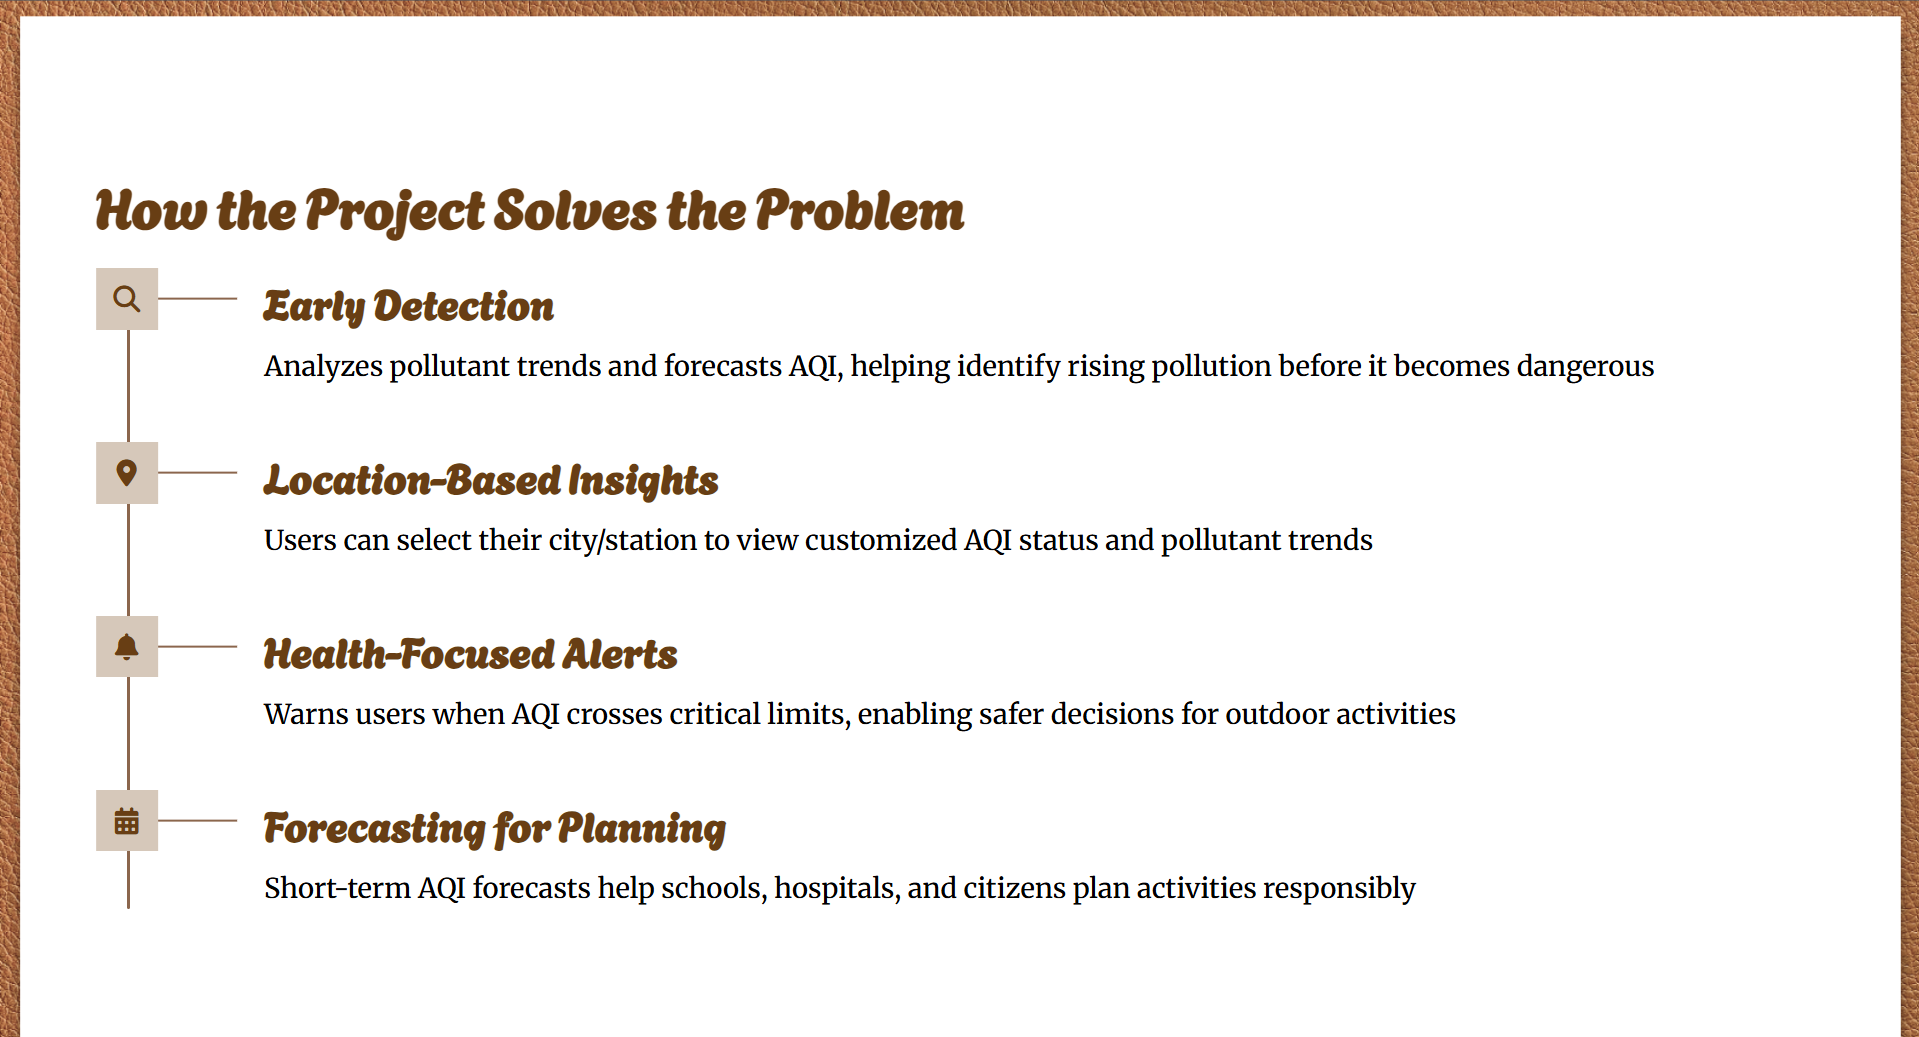 How the Project Solves the Problem
Early Detection
Analyzes pollutant trends and forecasts AQI, helping identify rising pollution before it becomes dangerous
Location-Based Insights
Users can select their city/station to view customized AQI status and pollutant trends
Health-Focused Alerts
Warns users when AQI crosses critical limits, enabling safer decisions for outdoor activities
Forecasting for Planning
Short-term AQI forecasts help schools, hospitals, and citizens plan activities responsibly